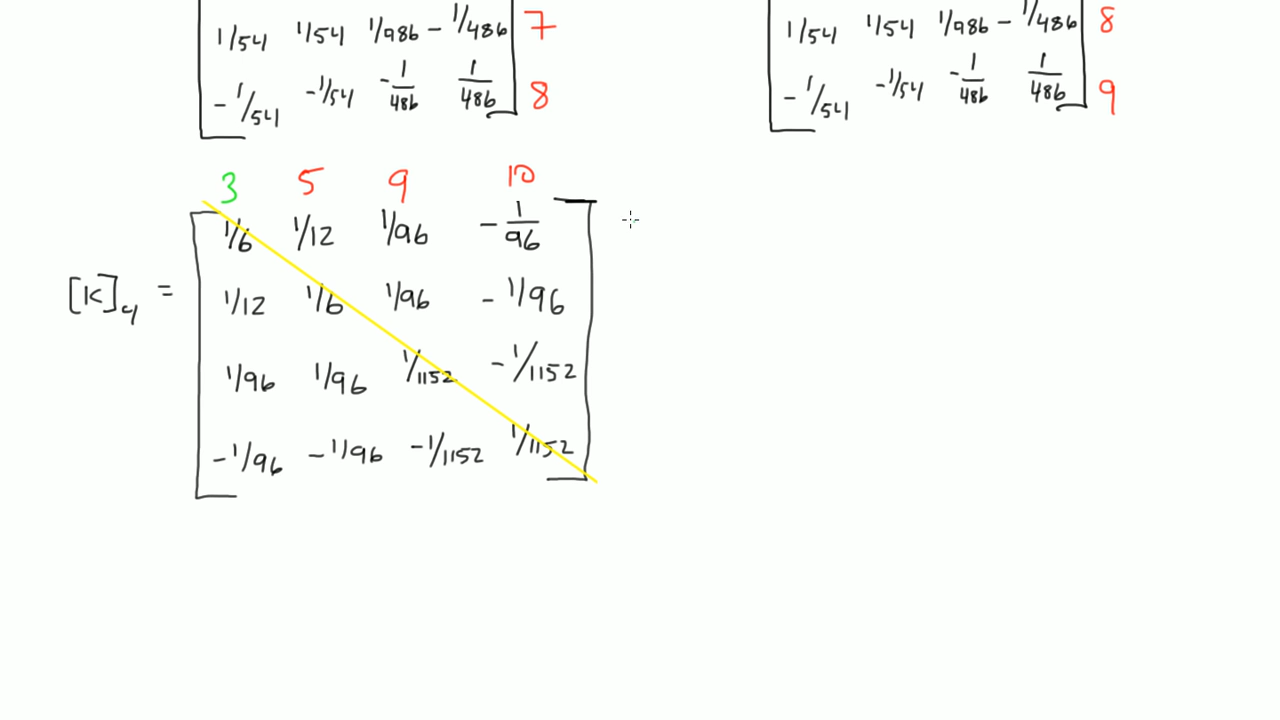 1/54 1/54 1/986 - 1/486 7
-1/54 -1/54 -1/486 1/486 8
1/54 1/54 1/986 - 1/486 8
-1/54 -1/54 -1/486 1/486 9
3 5 9 10
1/6 1/12 1/96 -1/96
[K]4 = 1/12 1/6 1/96 -1/96
1/96 1/96 1/1152 -1/1152
-1/96 -1/96 -1/1152 1/1152